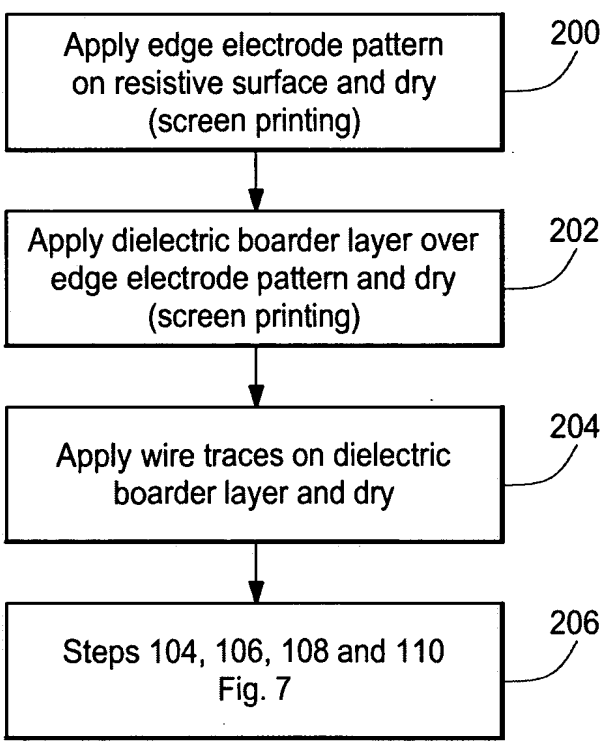 Apply edge electrode pattern
on resistive surface and dry
(screen printing)
200
Apply dielectric boarder layer over
edge electrode pattern and dry
(screen printing)
202
Apply wire traces on dielectric
boarder layer and dry
204
Steps 104, 106, 108 and 110
Fig. 7
206